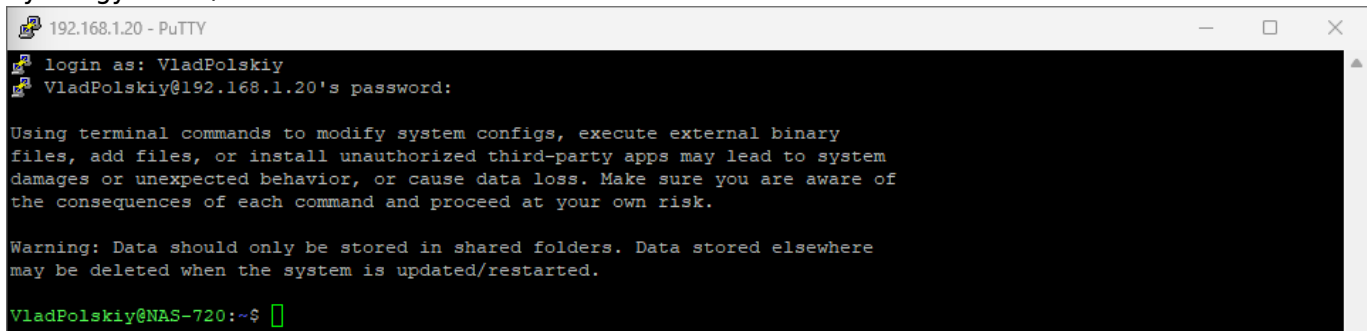 192.168.1.20 - PuTTY
login as: VladPolskiy
VladPolskiy@192.168.1.20's password:
Using terminal commands to modify system configs, execute external binary
files, add files, or install unauthorized third-party apps may lead to system
damages or unexpected behavior, or cause data loss. Make sure you are aware of
the consequences of each command and proceed at your own risk.
Warning: Data should only be stored in shared folders. Data stored elsewhere
may be deleted when the system is updated/restarted.
VladPolskiy@NAS-720:~$